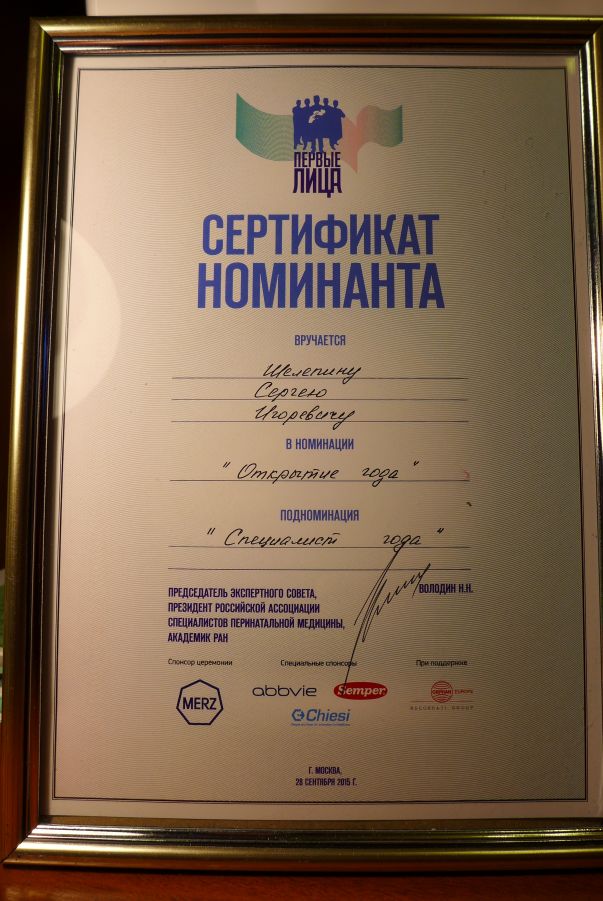 ПЕРВЫЕ
ЛИЦА
СЕРТИФИКАТ
НОМИНАНТА
ВРУЧАЕТСЯ
Шелепину
Сергею
Игоревичу
В НОМИНАЦИИ
"Открытие года"
ПОДНОМИНАЦИЯ
"Специалист года"
ПРЕДСЕДАТЕЛЬ ЭКСПЕРТНОГО СОВЕТА,
ПРЕЗИДЕНТ РОССИЙСКОЙ АССОЦИАЦИИ
СПЕЦИАЛИСТОВ ПЕРИНАТАЛЬНОЙ МЕДИЦИНЫ,
АКАДЕМИК РАН
ВОЛОДИН Н.Н.
Спонсор церемонии Специальные спонсоры При поддержке
MERZ abbvie Semper ORPHAN EUROPE
RECORDATI GROUP
Chiesi
Г. МОСКВА,
28 СЕНТЯБРЯ 2015 Г.